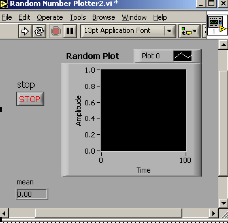 Random Number Plotter2.vi *
File Edit Operate Tools Browse Window Help
13pt Application Font
Random Plot
Plot 0
stop
STOP
1.0
0.8
0.6
0.4
0.2
0.0
Amplitude
0
100
Time
mean
0.00